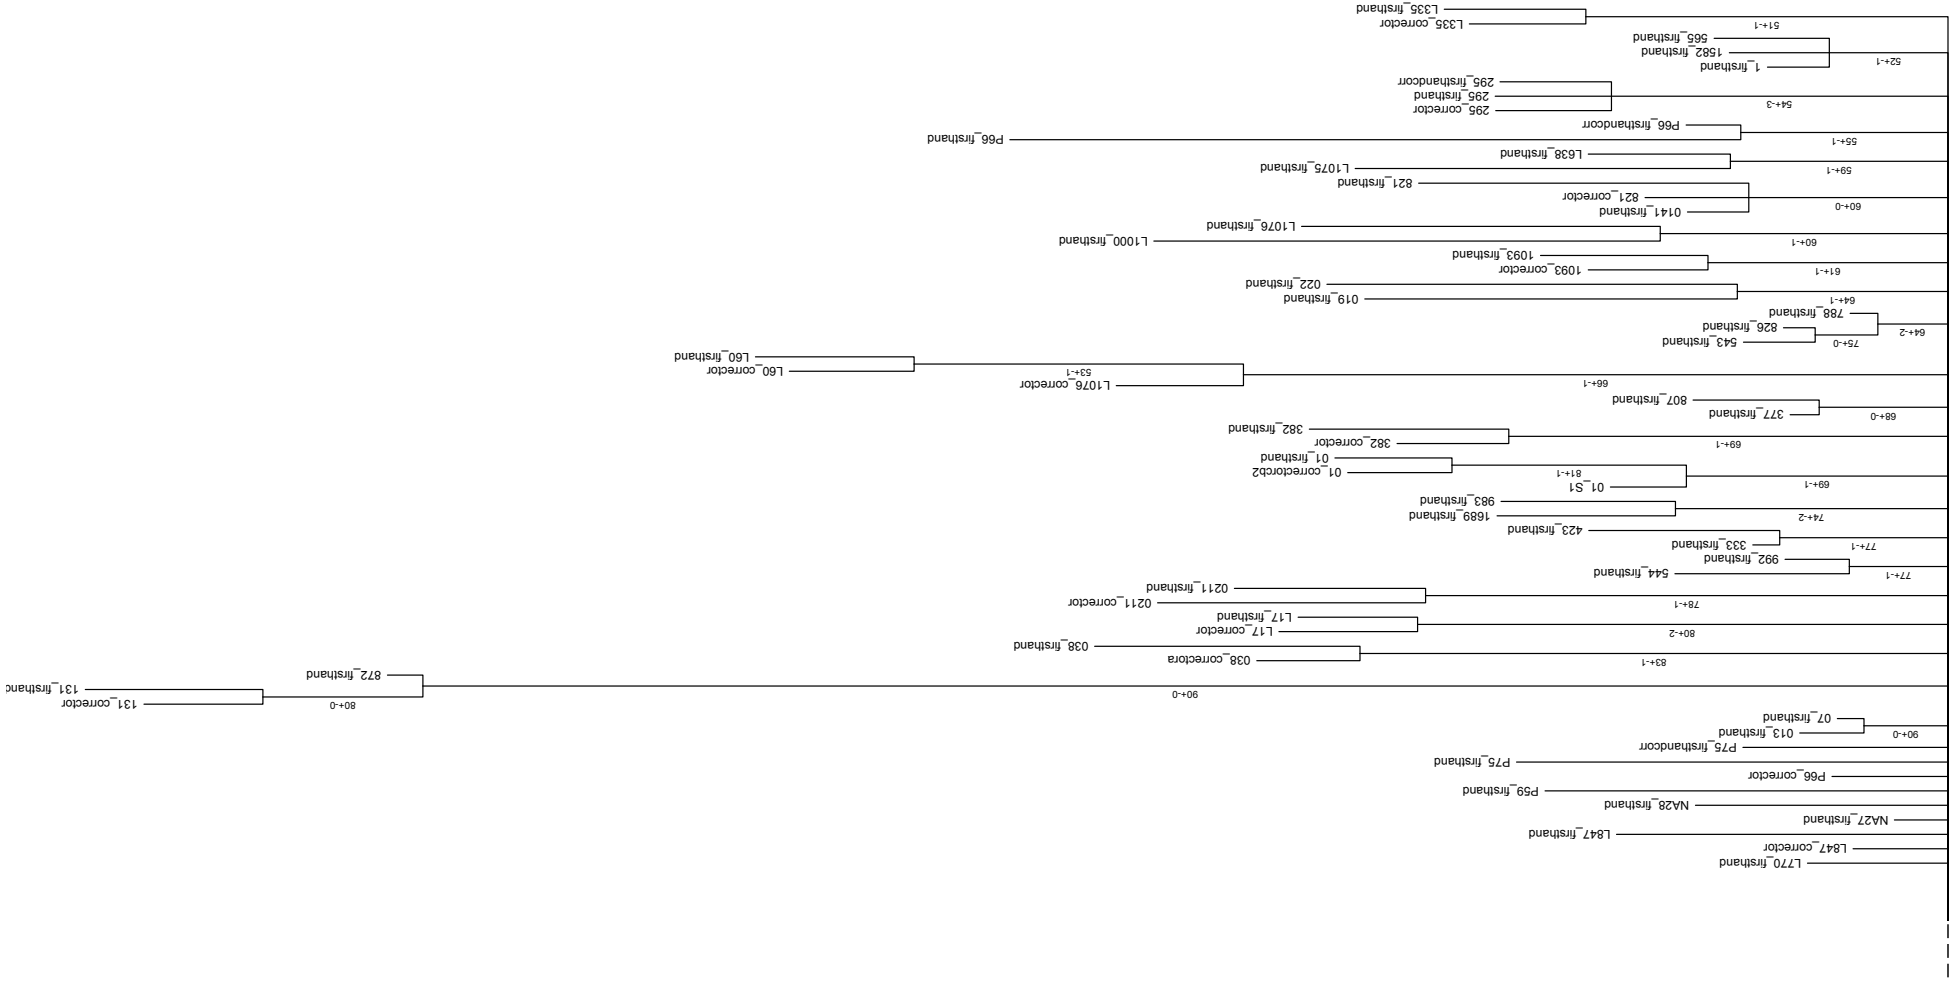 L770_firsthand
L847_corrector
L847_firsthand
NA27_firsthand
NA28_firsthand
P59_firsthand
P66_corrector
P75_firsthand
P75_firsthandcorr
90+-0
013_firsthand
07_firsthand
80+-0
131_corrector
90+-0
131_firsthand
872_firsthand
83+-1
038_correctora
038_firsthand
80+-2
L17_corrector
L17_firsthand
78+-1
0211_corrector
0211_firsthand
77+-1
544_firsthand
992_firsthand
77+-1
333_firsthand
423_firsthand
74+-2
1689_firsthand
983_firsthand
69+-1
01_S1
81+-1
01_correctorcb2
01_firsthand
69+-1
382_corrector
382_firsthand
68+-0
377_firsthand
807_firsthand
66+-1
L1076_corrector
53+-1
L60_corrector
L60_firsthand
75+-0
543_firsthand
64+-2
826_firsthand
788_firsthand
64+-1
019_firsthand
022_firsthand
61+-1
1093_corrector
1093_firsthand
60+-1
L1000_firsthand
L1076_firsthand
60+-0
0141_firsthand
821_corrector
821_firsthand
59+-1
L1075_firsthand
L638_firsthand
55+-1
P66_firsthand
P66_firsthandcorr
54+-3
295_corrector
295_firsthand
295_firsthandcorr
52+-1
1_firsthand
1582_firsthand
565_firsthand
51+-1
L335_corrector
L335_firsthand